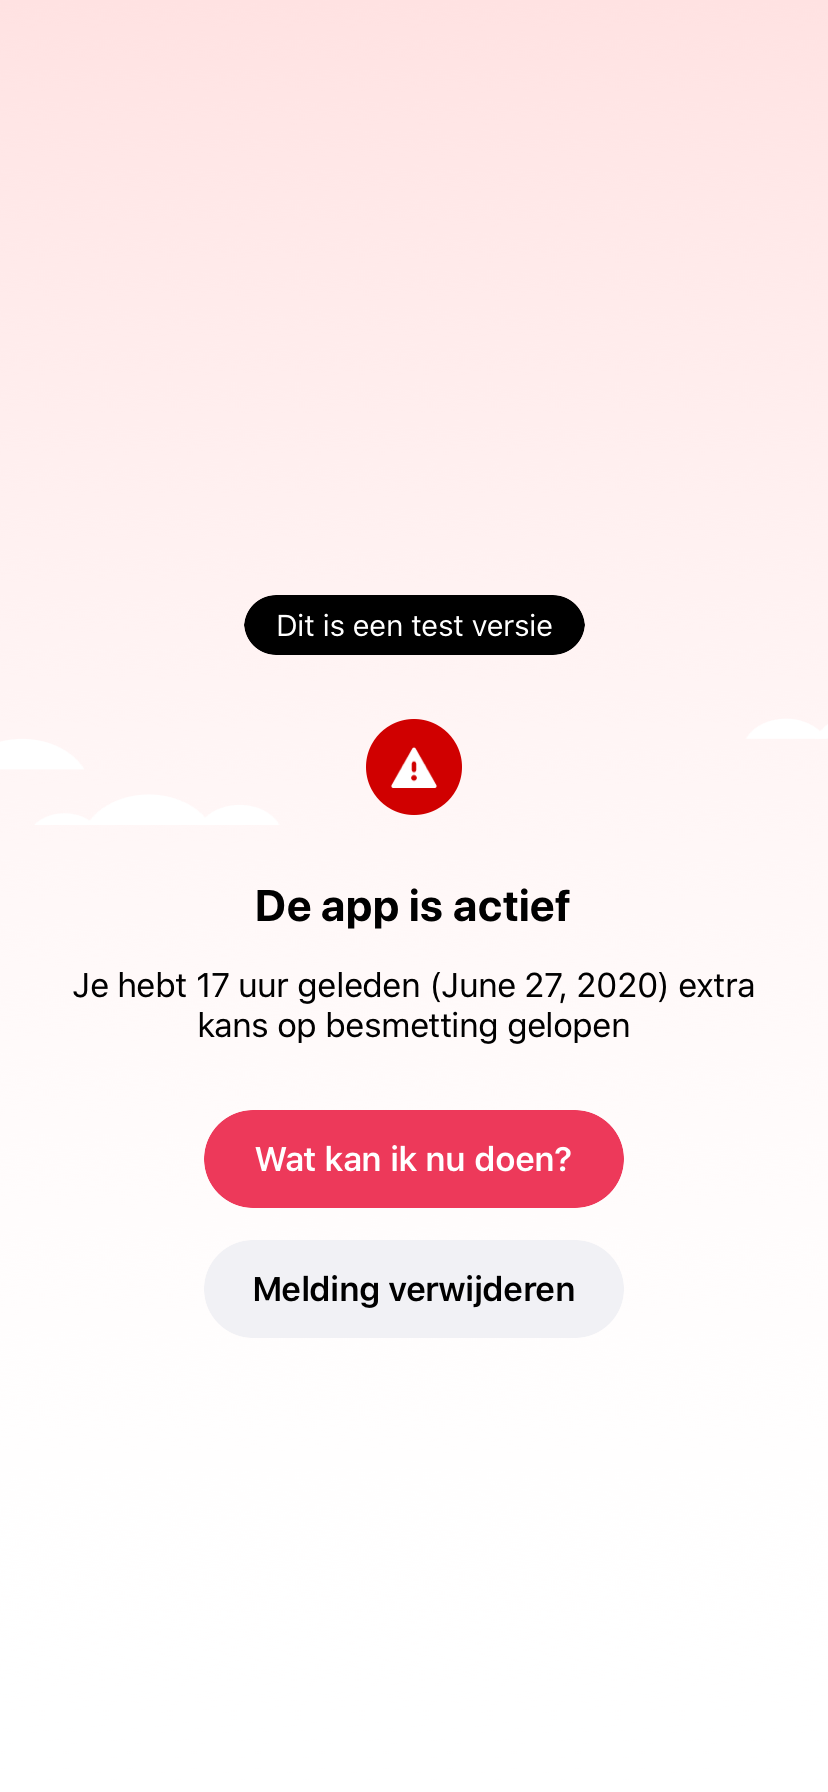 Dit is een test versie
De app is actief
Je hebt 17 uur geleden (June 27, 2020) extra
kans op besmetting gelopen
Wat kan ik nu doen?
Melding verwijderen